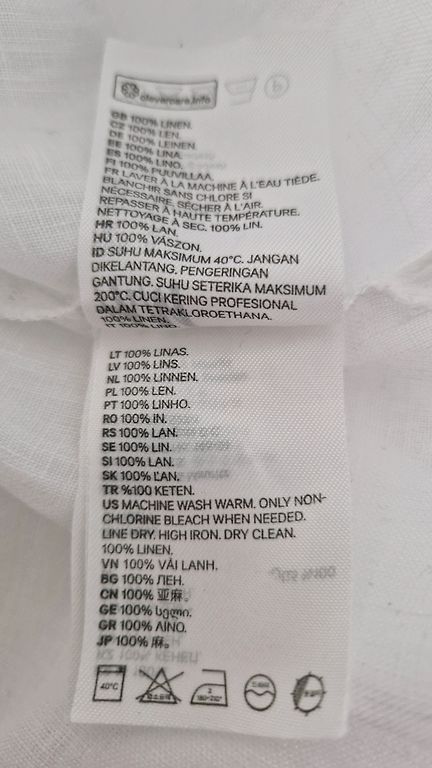 clevercare.info
GB 100% LINEN.
CZ 100% LEN.
DE 100% LEINEN.
EE 100% LINA.
ES 100% LINO.
FI 100% PUUVILLAA.
FR LAVER À LA MACHINE À L'EAU TIÈDE.
BLANCHIR SANS CHLORE SI
NÉCESSAIRE. SÉCHER À L'AIR.
REPASSER À HAUTE TEMPÉRATURE.
NETTOYAGE À SEC. 100% LIN.
HR 100% LAN.
HU 100% VÁSZON.
ID SUHU MAKSIMUM 40°C. JANGAN
DIKELANTANG. PENGERINGAN
GANTUNG. SUHU SETERIKA MAKSIMUM
200°C. CUCI KERING PROFESIONAL
DALAM TETRAKLOROETHANA.
100% LINEN.
IT 100% LINO.
LT 100% LINAS.
LV 100% LINS.
NL 100% LINNEN.
PL 100% LEN.
PT 100% LINHO.
RO 100% IN.
RS 100% LAN.
SE 100% LIN.
SI 100% LAN.
SK 100% ĽAN.
TR %100 KETEN.
US MACHINE WASH WARM. ONLY NON-
CHLORINE BLEACH WHEN NEEDED.
LINE DRY. HIGH IRON. DRY CLEAN.
100% LINEN.
VN 100% VẢI LANH.
BG 100% ЛЕН.
CN 100% 亚麻。
GE 100% სელი.
GR 100% ΛΙΝΟ.
JP 100% 麻。
40°C